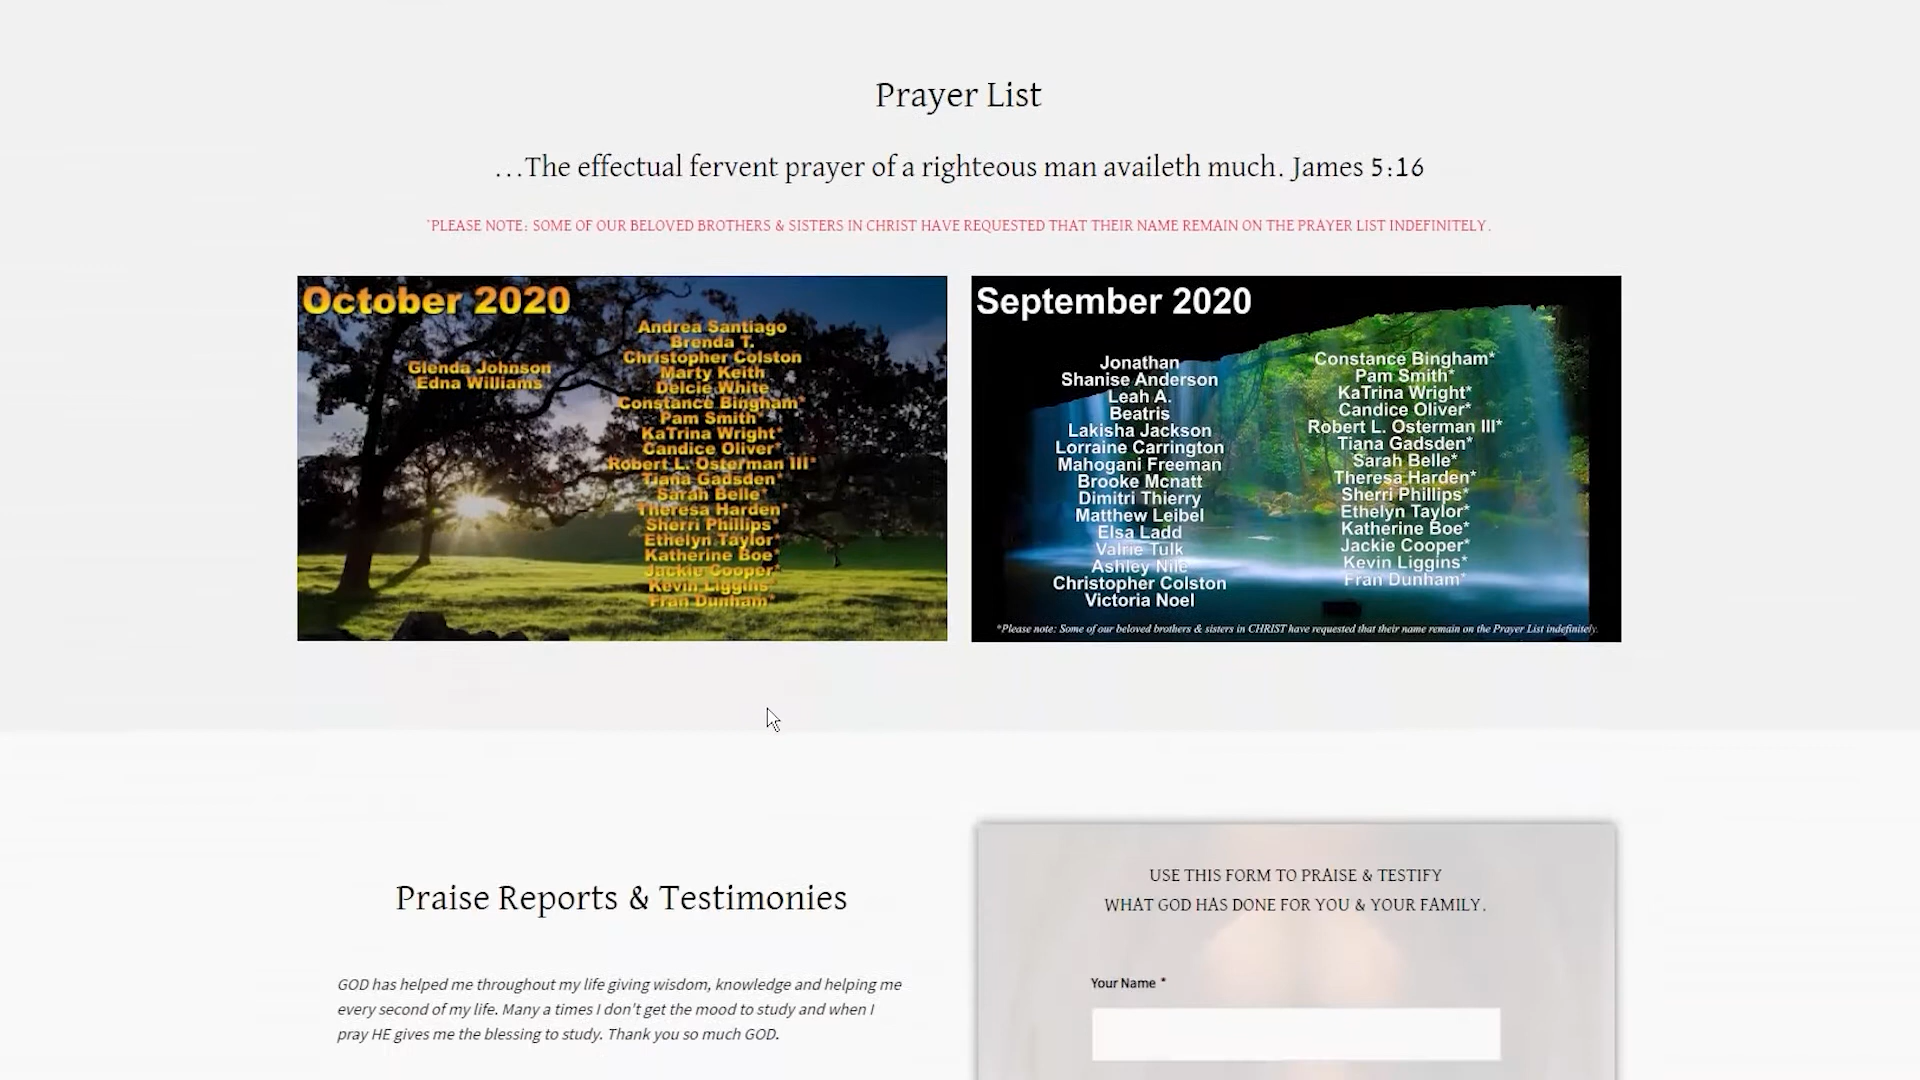 Prayer List
...The effectual fervent prayer of a righteous man availeth much. James 5:16
*PLEASE NOTE: SOME OF OUR BELOVED BROTHERS & SISTERS IN CHRIST HAVE REQUESTED THAT THEIR NAME REMAIN ON THE PRAYER LIST INDEFINITELY.
October 2020
Glenda Johnson
Edna Williams
Andrea Santiago
Brenda T.
Christopher Colston
Marty Keith
Delcie White
Constance Bingham*
Pam Smith*
KaTrina Wright*
Candice Oliver*
Robert L. Osterman III*
Tiana Gadsden*
Sarah Belle*
Theresa Harden*
Sherri Phillips*
Ethelyn Taylor*
Katherine Boe*
Jackie Cooper*
Kevin Liggins*
Fran Dunham*
September 2020
Jonathan
Shanise Anderson
Leah A.
Beatris
Lakisha Jackson
Lorraine Carrington
Mahogani Freeman
Brooke Mcnatt
Dimitri Thierry
Matthew Leibel
Elsa Ladd
Valrie Tulk
Ashley Nile
Christopher Colston
Victoria Noel
Constance Bingham*
Pam Smith*
KaTrina Wright*
Candice Oliver*
Robert L. Osterman III*
Tiana Gadsden*
Sarah Belle*
Theresa Harden*
Sherri Phillips*
Ethelyn Taylor*
Katherine Boe*
Jackie Cooper*
Kevin Liggins*
Fran Dunham*
*Please note: Some of our beloved brothers & sisters in CHRIST have requested that their name remain on the Prayer List indefinitely.
Praise Reports & Testimonies
GOD has helped me throughout my life giving wisdom, knowledge and helping me
every second of my life. Many a times I don't get the mood to study and when I
pray HE gives me the blessing to study. Thank you so much GOD.
USE THIS FORM TO PRAISE & TESTIFY
WHAT GOD HAS DONE FOR YOU & YOUR FAMILY.
Your Name *